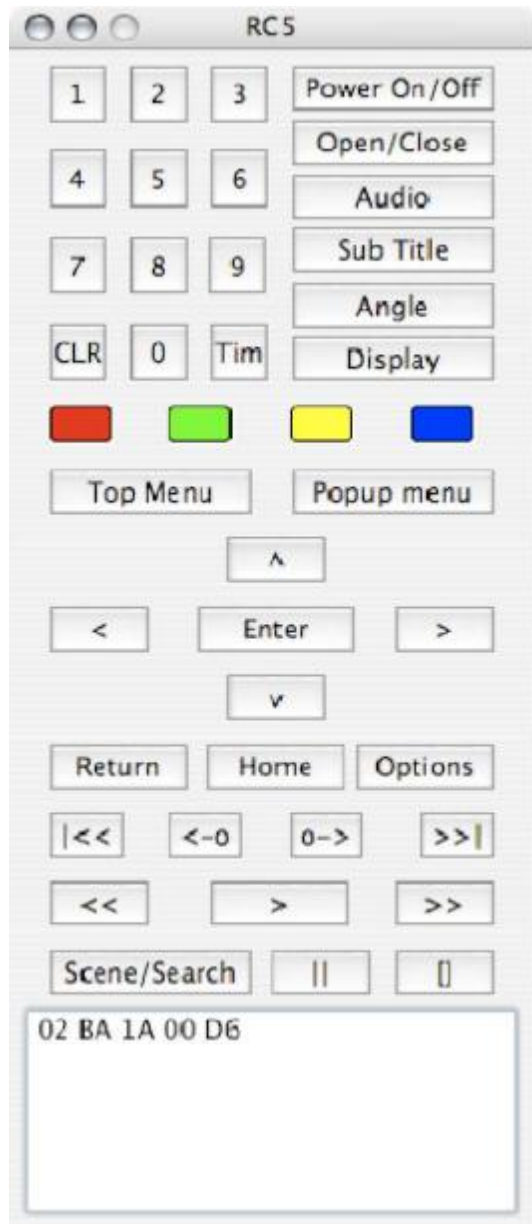 RC5
1 2 3 Power On/Off
Open/Close
4 5 6 Audio
7 8 9 Sub Title
Angle
CLR 0 Tim Display
Top Menu Popup menu
^
< Enter >
v
Return Home Options
|<< <-o o-> >>|
<< > >>
Scene/Search || []
02 BA 1A 00 D6